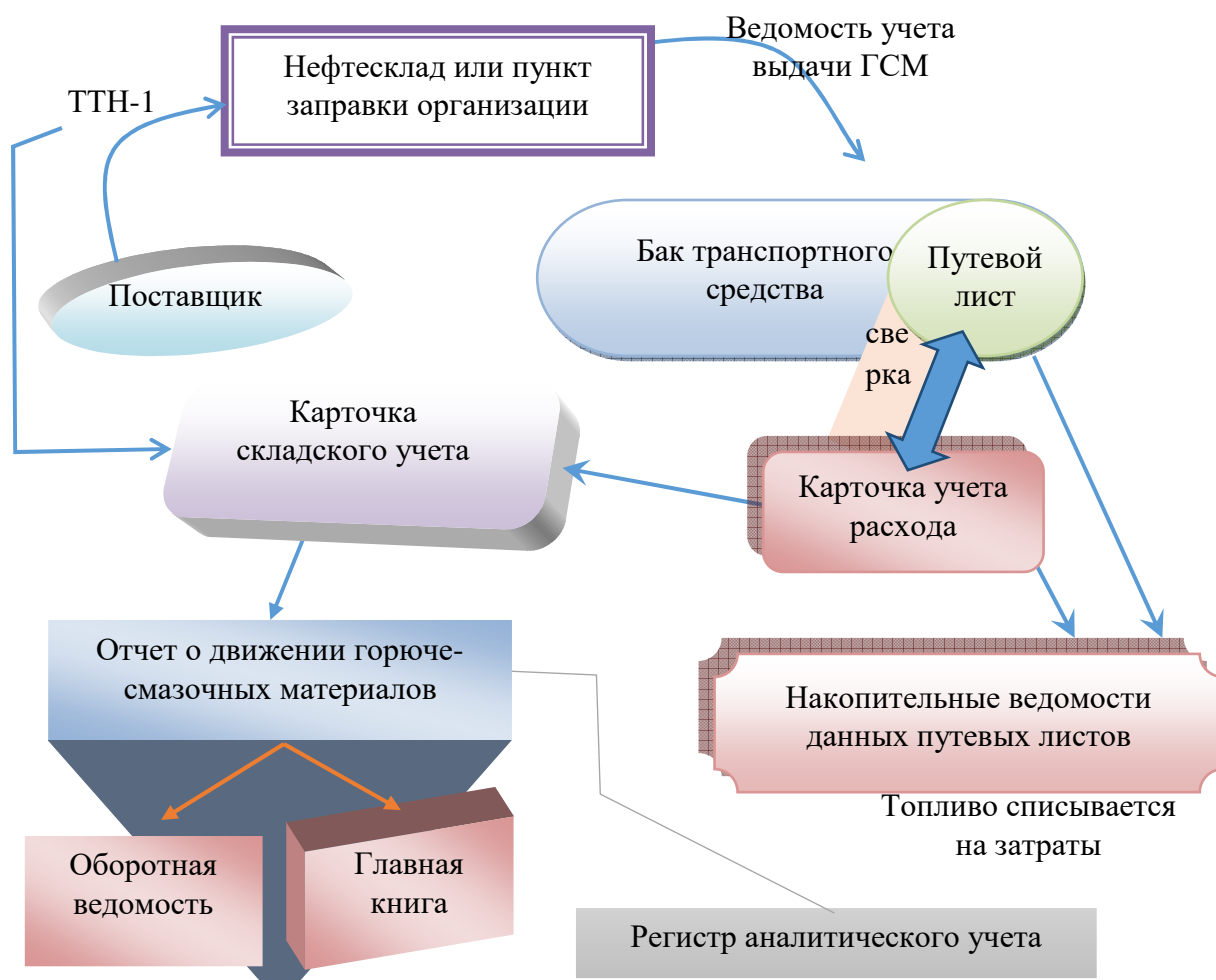 Ведомость учета
выдачи ГСМ
Нефтесклад или пункт
заправки организации
ТТН-1
Бак транспортного
средства
Путевой
лист
Поставщик
све
рка
Карточка
складского учета
Карточка учета
расхода
Отчет о движении горюче-
смазочных материалов
Накопительные ведомости
данных путевых листов
Топливо списывается
на затраты
Оборотная
ведомость
Главная
книга
Регистр аналитического учета